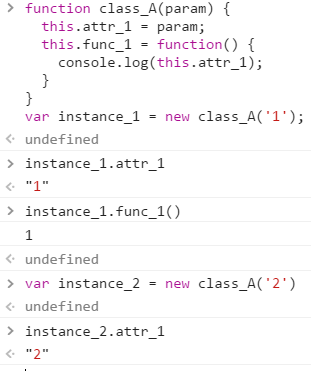 > function class_A(param) {
    this.attr_1 = param;
    this.func_1 = function() {
      console.log(this.attr_1);
    }
  }
  var instance_1 = new class_A('1');
undefined
> instance_1.attr_1
"1"
> instance_1.func_1()
1
undefined
> var instance_2 = new class_A('2')
undefined
> instance_2.attr_1
"2"